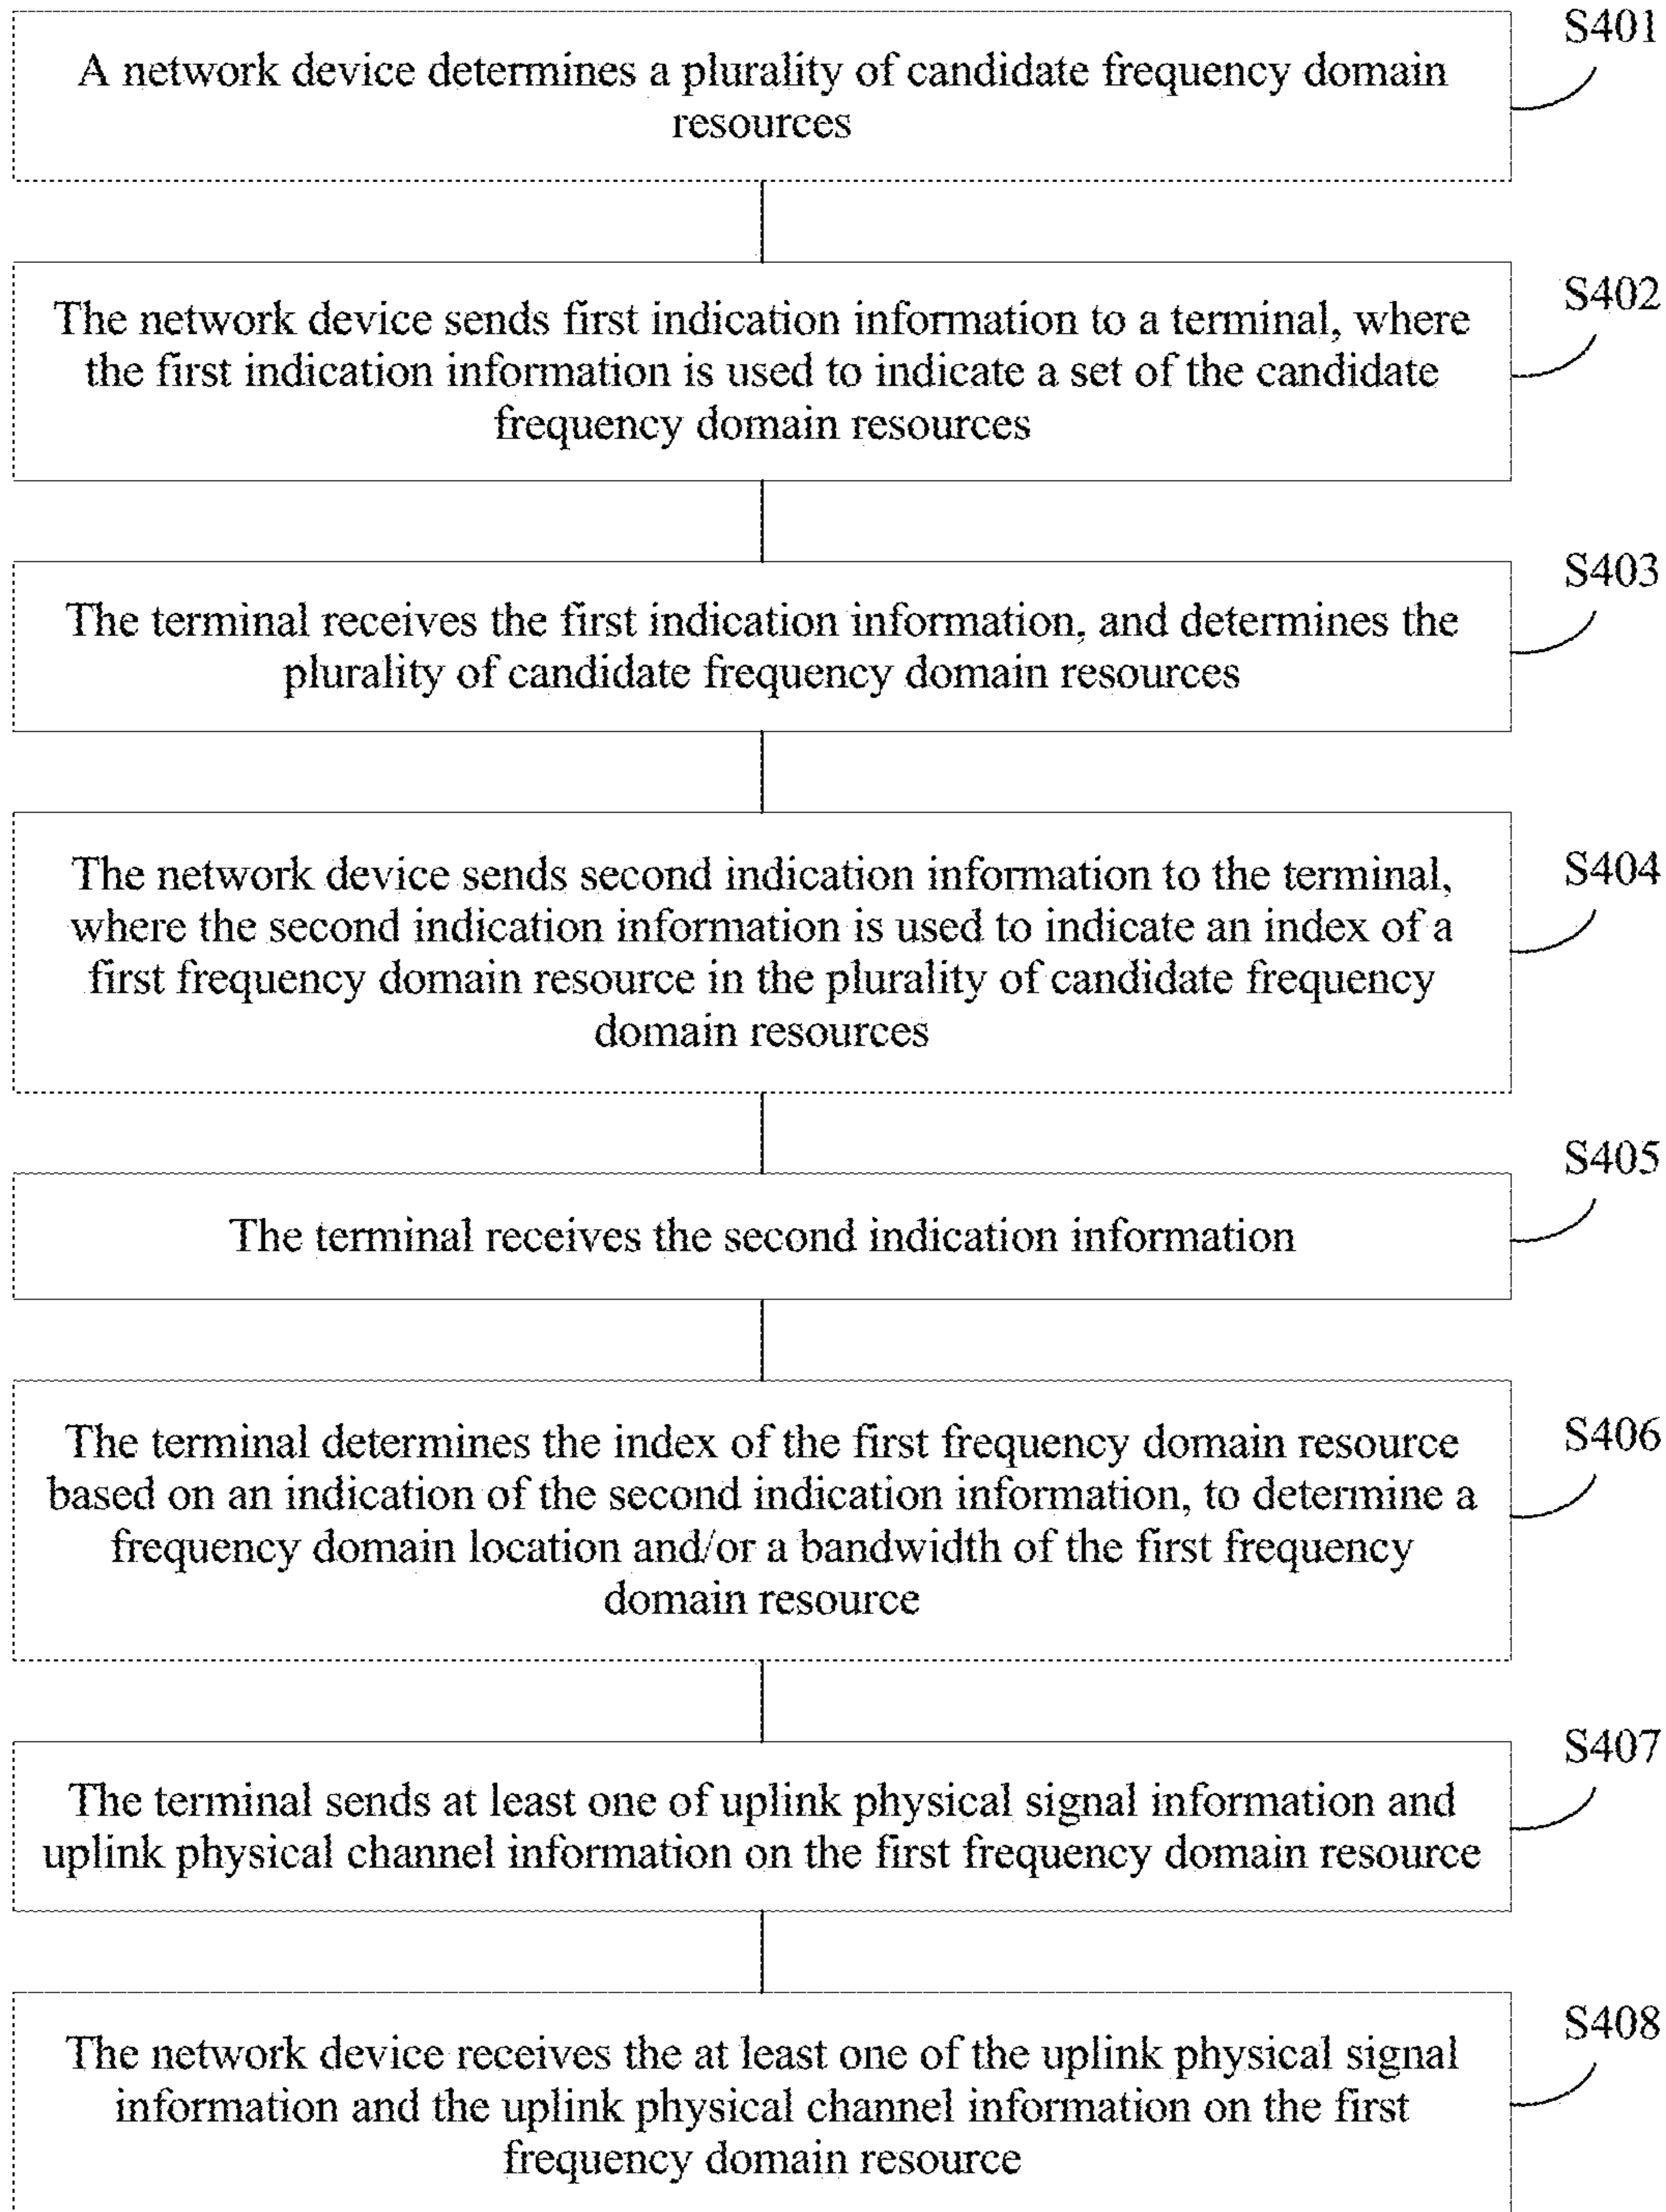 S401
A network device determines a plurality of candidate frequency domain
resources
S402
The network device sends first indication information to a terminal, where
the first indication information is used to indicate a set of the candidate
frequency domain resources
S403
The terminal receives the first indication information, and determines the
plurality of candidate frequency domain resources
S404
The network device sends second indication information to the terminal,
where the second indication information is used to indicate an index of a
first frequency domain resource in the plurality of candidate frequency
domain resources
S405
The terminal receives the second indication information
S406
The terminal determines the index of the first frequency domain resource
based on an indication of the second indication information, to determine a
frequency domain location and/or a bandwidth of the first frequency
domain resource
S407
The terminal sends at least one of uplink physical signal information and
uplink physical channel information on the first frequency domain resource
S408
The network device receives the at least one of the uplink physical signal
information and the uplink physical channel information on the first
frequency domain resource